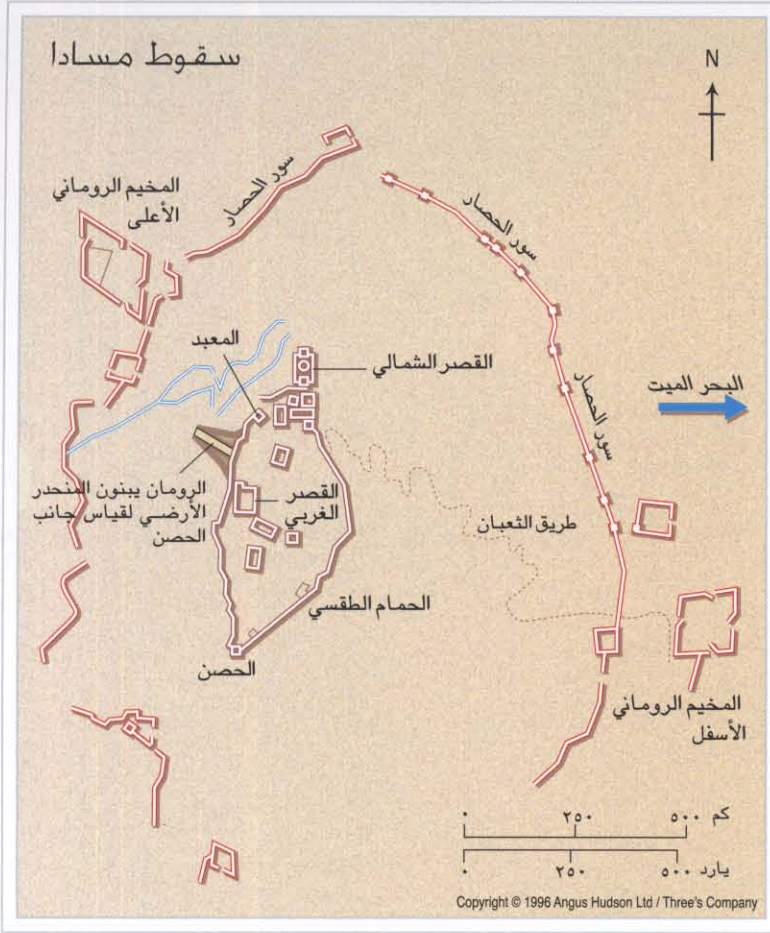 سقوط مسادا
N
سور الحصار
المخيم الروماني
الأعلى
سور الحصار
المعبد
القصر الشمالي
البحر الميت
سور الحصار
الرومان يبنون المنحدر
الأرضي لقياس جانب
الحصن
القصر
الغربي
طريق الثعبان
الحمام الطقسي
الحصن
المخيم الروماني
الأسفل
٠ ٢٥٠ ٥٠٠ كم
٠ ٢٥٠ ٥٠٠ يارد
Copyright © 1996 Angus Hudson Ltd / Three's Company